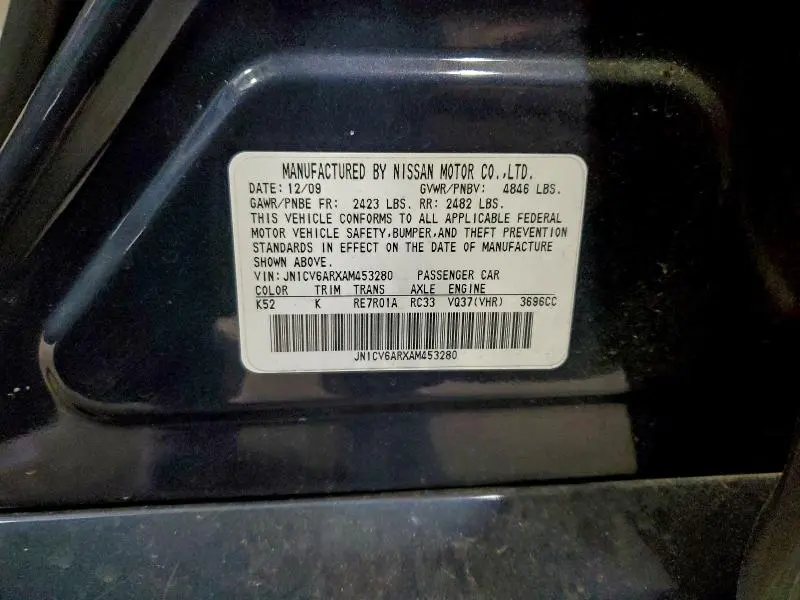 MANUFACTURED BY NISSAN MOTOR CO.,LTD.
DATE: 12/09 GVWR/PNBV: 4846 LBS.
GAWR/PNBE FR: 2423 LBS. RR: 2482 LBS.
THIS VEHICLE CONFORMS TO ALL APPLICABLE FEDERAL
MOTOR VEHICLE SAFETY,BUMPER,AND THEFT PREVENTION
STANDARDS IN EFFECT ON THE DATE OF MANUFACTURE
SHOWN ABOVE.
VIN: JN1CV6ARXAM453280 PASSENGER CAR
COLOR TRIM TRANS AXLE ENGINE
K52 K RE7R01A RC33 VQ37(VHR) 3696CC
JN1CV6ARXAM453280